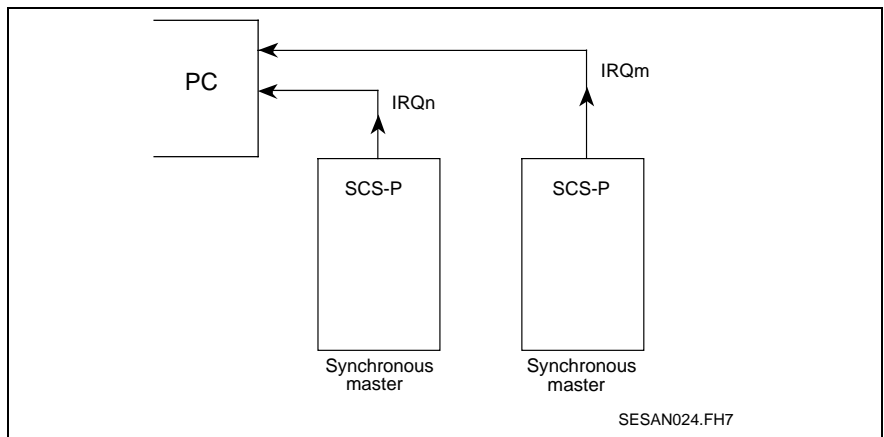 PC
IRQm
IRQn
SCS-P
SCS-P
Synchronous
master
Synchronous
master
SESAN024.FH7